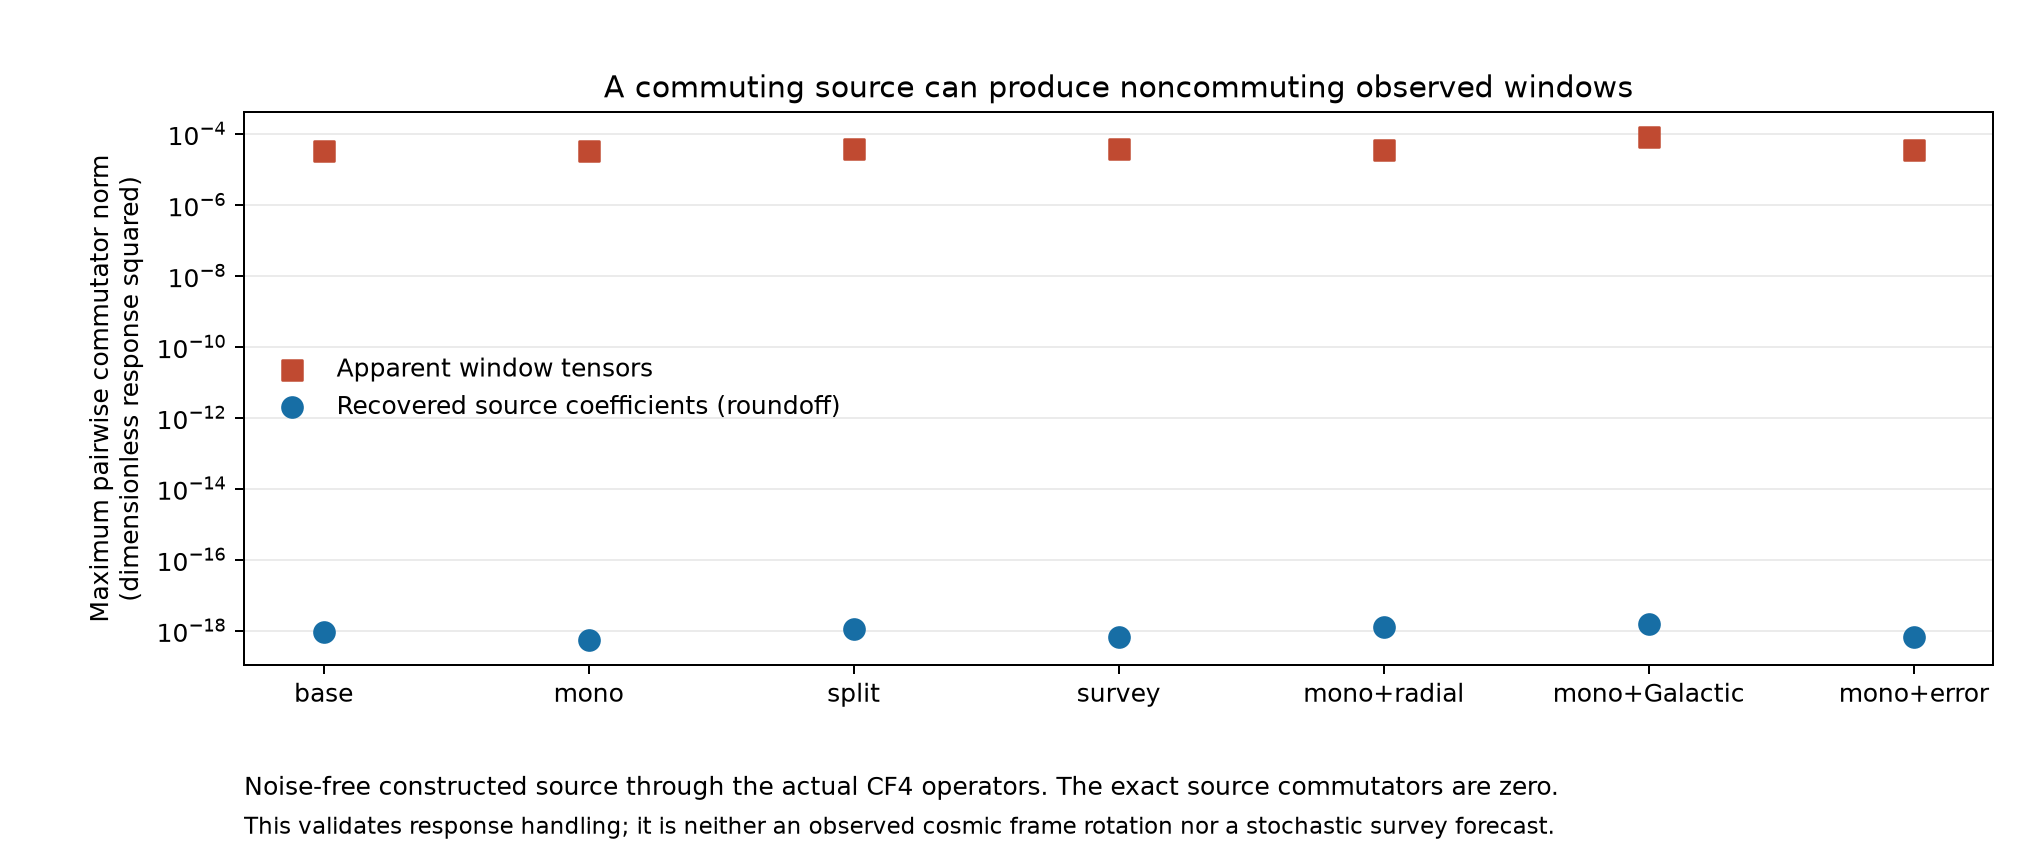 A commuting source can produce noncommuting observed windows
Maximum pairwise commutator norm
(dimensionless response squared)
10⁻⁴
10⁻⁶
10⁻⁸
10⁻¹⁰
10⁻¹²
10⁻¹⁴
10⁻¹⁶
10⁻¹⁸
Apparent window tensors
Recovered source coefficients (roundoff)
base mono split survey mono+radial mono+Galactic mono+error
Noise-free constructed source through the actual CF4 operators. The exact source commutators are zero.
This validates response handling; it is neither an observed cosmic frame rotation nor a stochastic survey forecast.